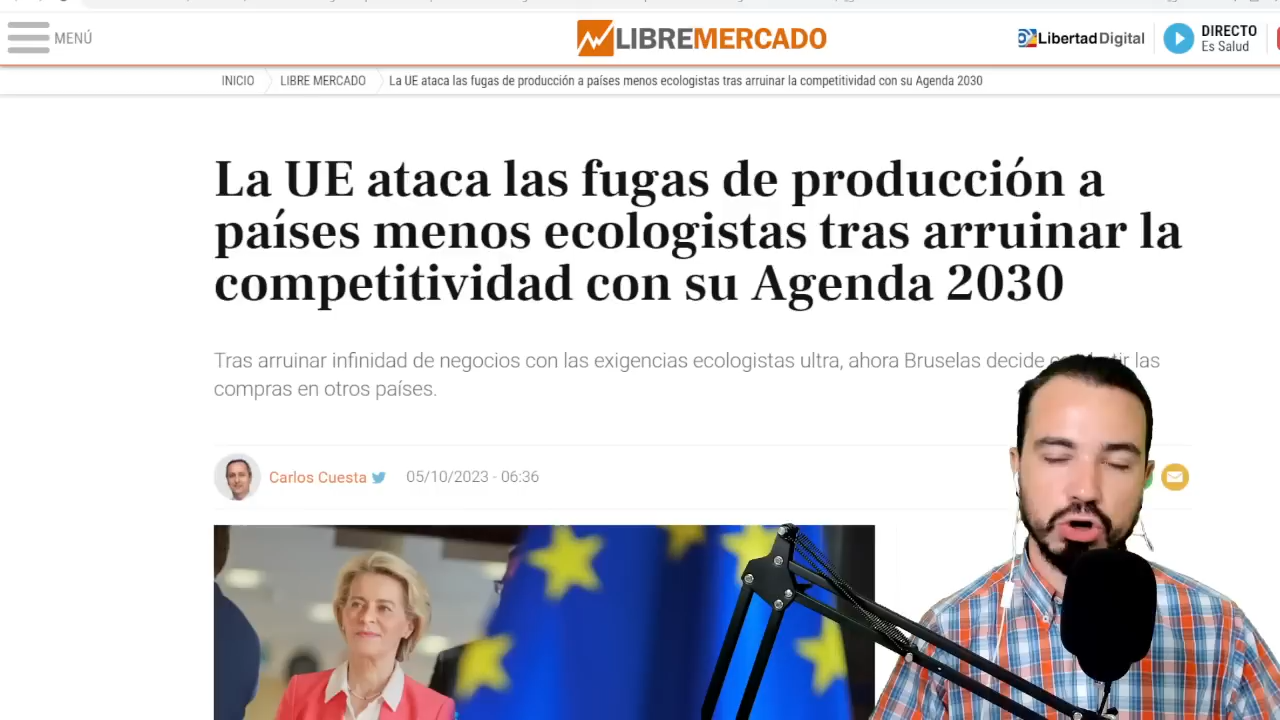 MENÚ
LIBREMERCADO
Libertad Digital
DIRECTO
Es Salud
INICIO
LIBRE MERCADO
La UE ataca las fugas de producción a países menos ecologistas tras arruinar la competitividad con su Agenda 2030
La UE ataca las fugas de producción a
países menos ecologistas tras arruinar la
competitividad con su Agenda 2030
Tras arruinar infinidad de negocios con las exigencias ecologistas ultra, ahora Bruselas decide las
compras en otros países.
Carlos Cuesta
05/10/2023 - 06:36